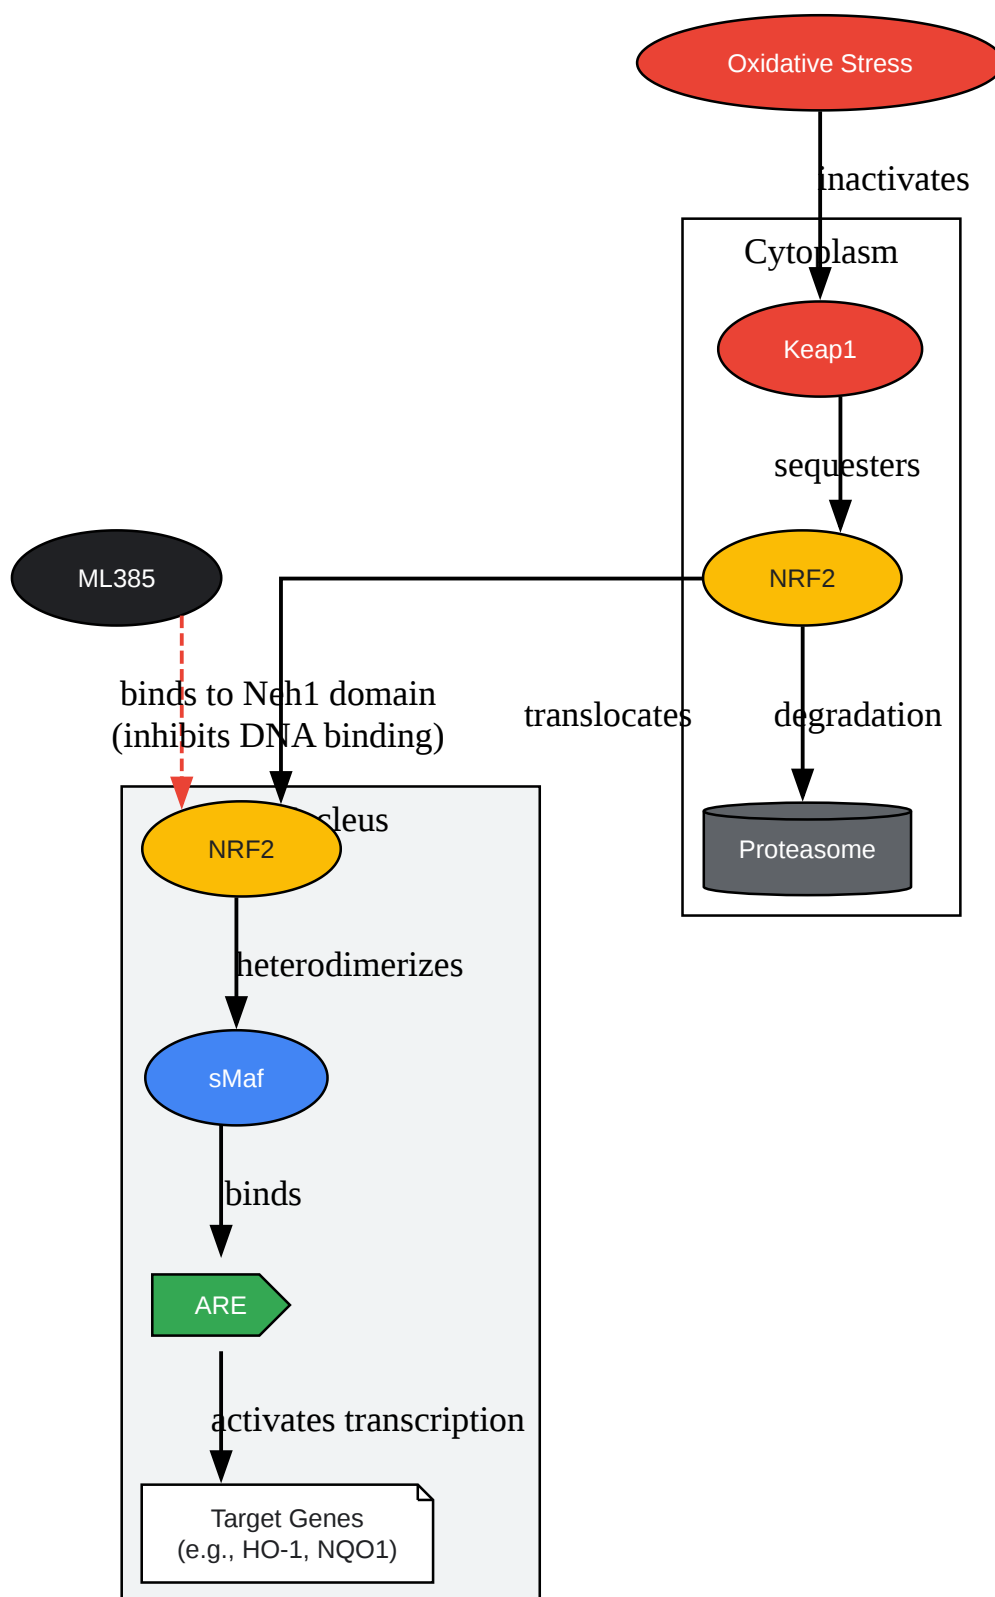 Oxidative Stress
inactivates
Cytoplasm
Keap1
sequesters
ML385
NRF2
binds to Neh1 domain
(inhibits DNA binding)
translocates
degradation
cleus
NRF2
Proteasome
heterodimerizes
sMaf
binds
ARE
activates transcription
Target Genes
(e.g., HO-1, NQO1)